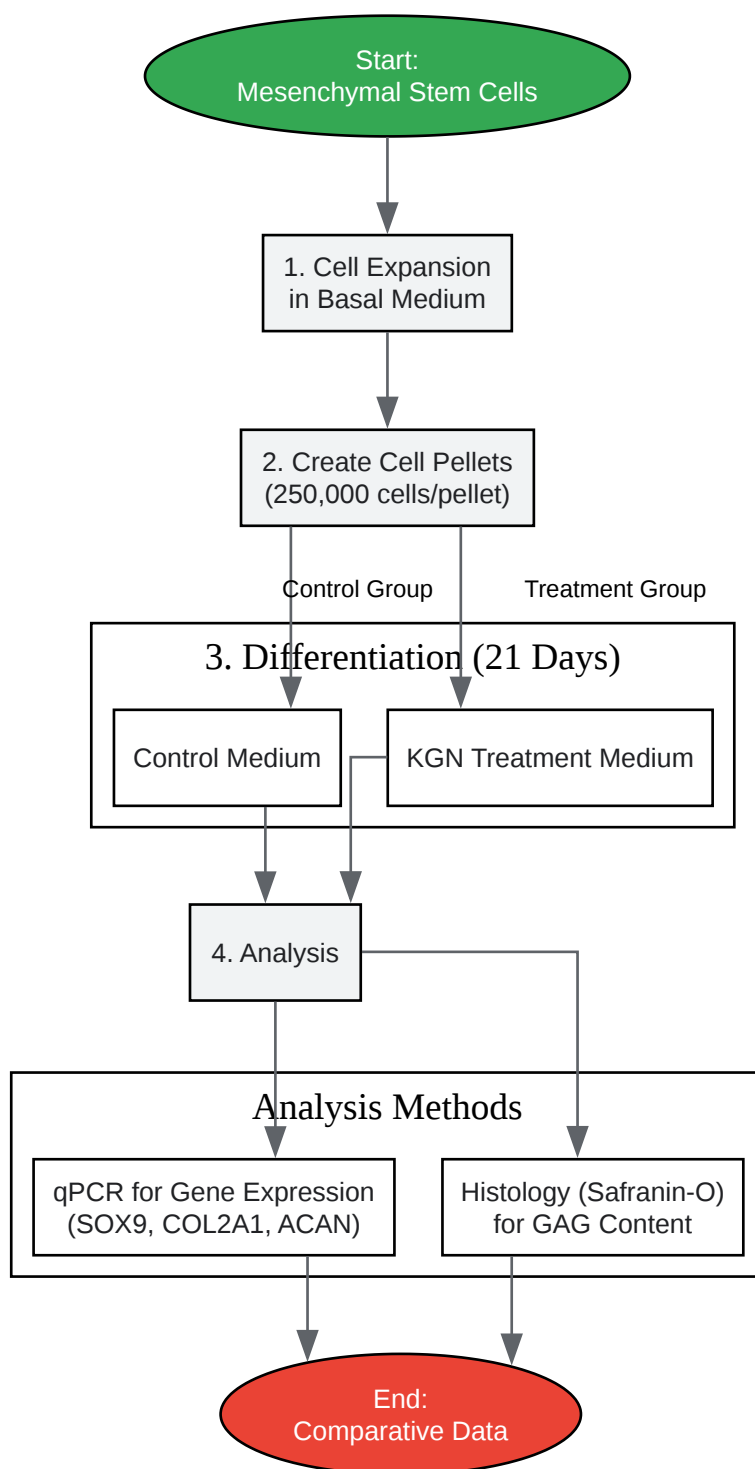 Start:
Mesenchymal Stem Cells
1. Cell Expansion
in Basal Medium
2. Create Cell Pellets
(250,000 cells/pellet)
Control Group
Treatment Group
3. Differentiation (21 Days)
Control Medium
KGN Treatment Medium
4. Analysis
Analysis Methods
qPCR for Gene Expression
(SOX9, COL2A1, ACAN)
Histology (Safranin-O)
for GAG Content
End:
Comparative Data